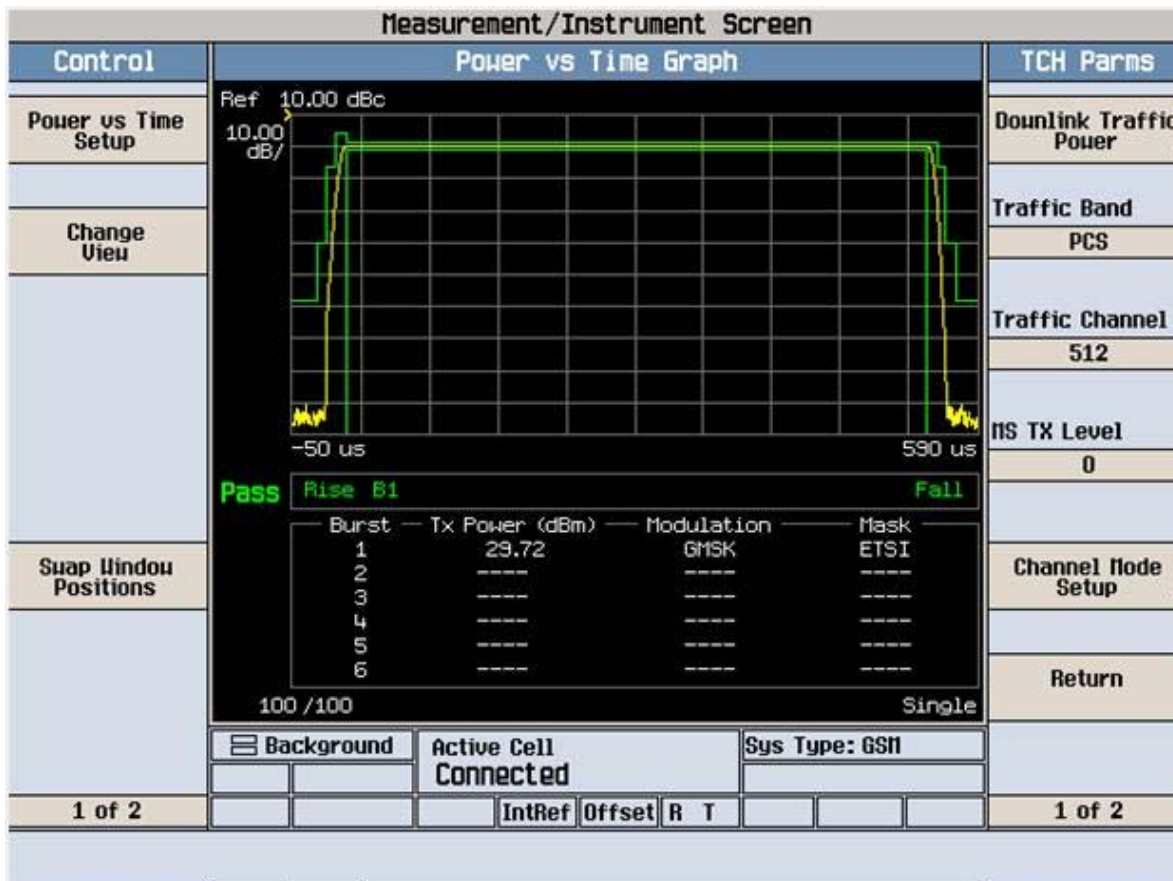 Measurement/Instrument Screen
Control
Power vs Time Graph
TCH Parms
Power vs Time
Setup
Change
View
Swap Window
Positions
1 of 2
Ref 10.00 dBc
10.00
dB/
-50 us
590 us
Pass
Rise B1
Fall
Burst
Tx Power (dBm)
Modulation
Mask
1 29.72 GMSK ETSI
2 ---- ---- ----
3 ---- ---- ----
4 ---- ---- ----
5 ---- ---- ----
6 ---- ---- ----
100 /100
Single
Background
Active Cell
Connected
Sys Type: GSM
IntRef
Offset
R T
Downlink Traffic
Power
Traffic Band
PCS
Traffic Channel
512
MS TX Level
0
Channel Mode
Setup
Return
1 of 2